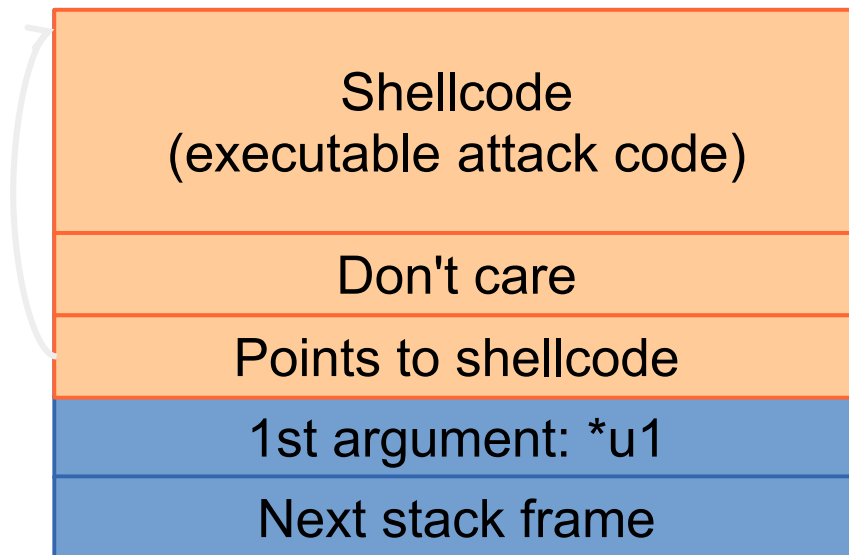 Shellcode
(executable attack code)
Don't care
Points to shellcode
1st argument: *u1
Next stack frame